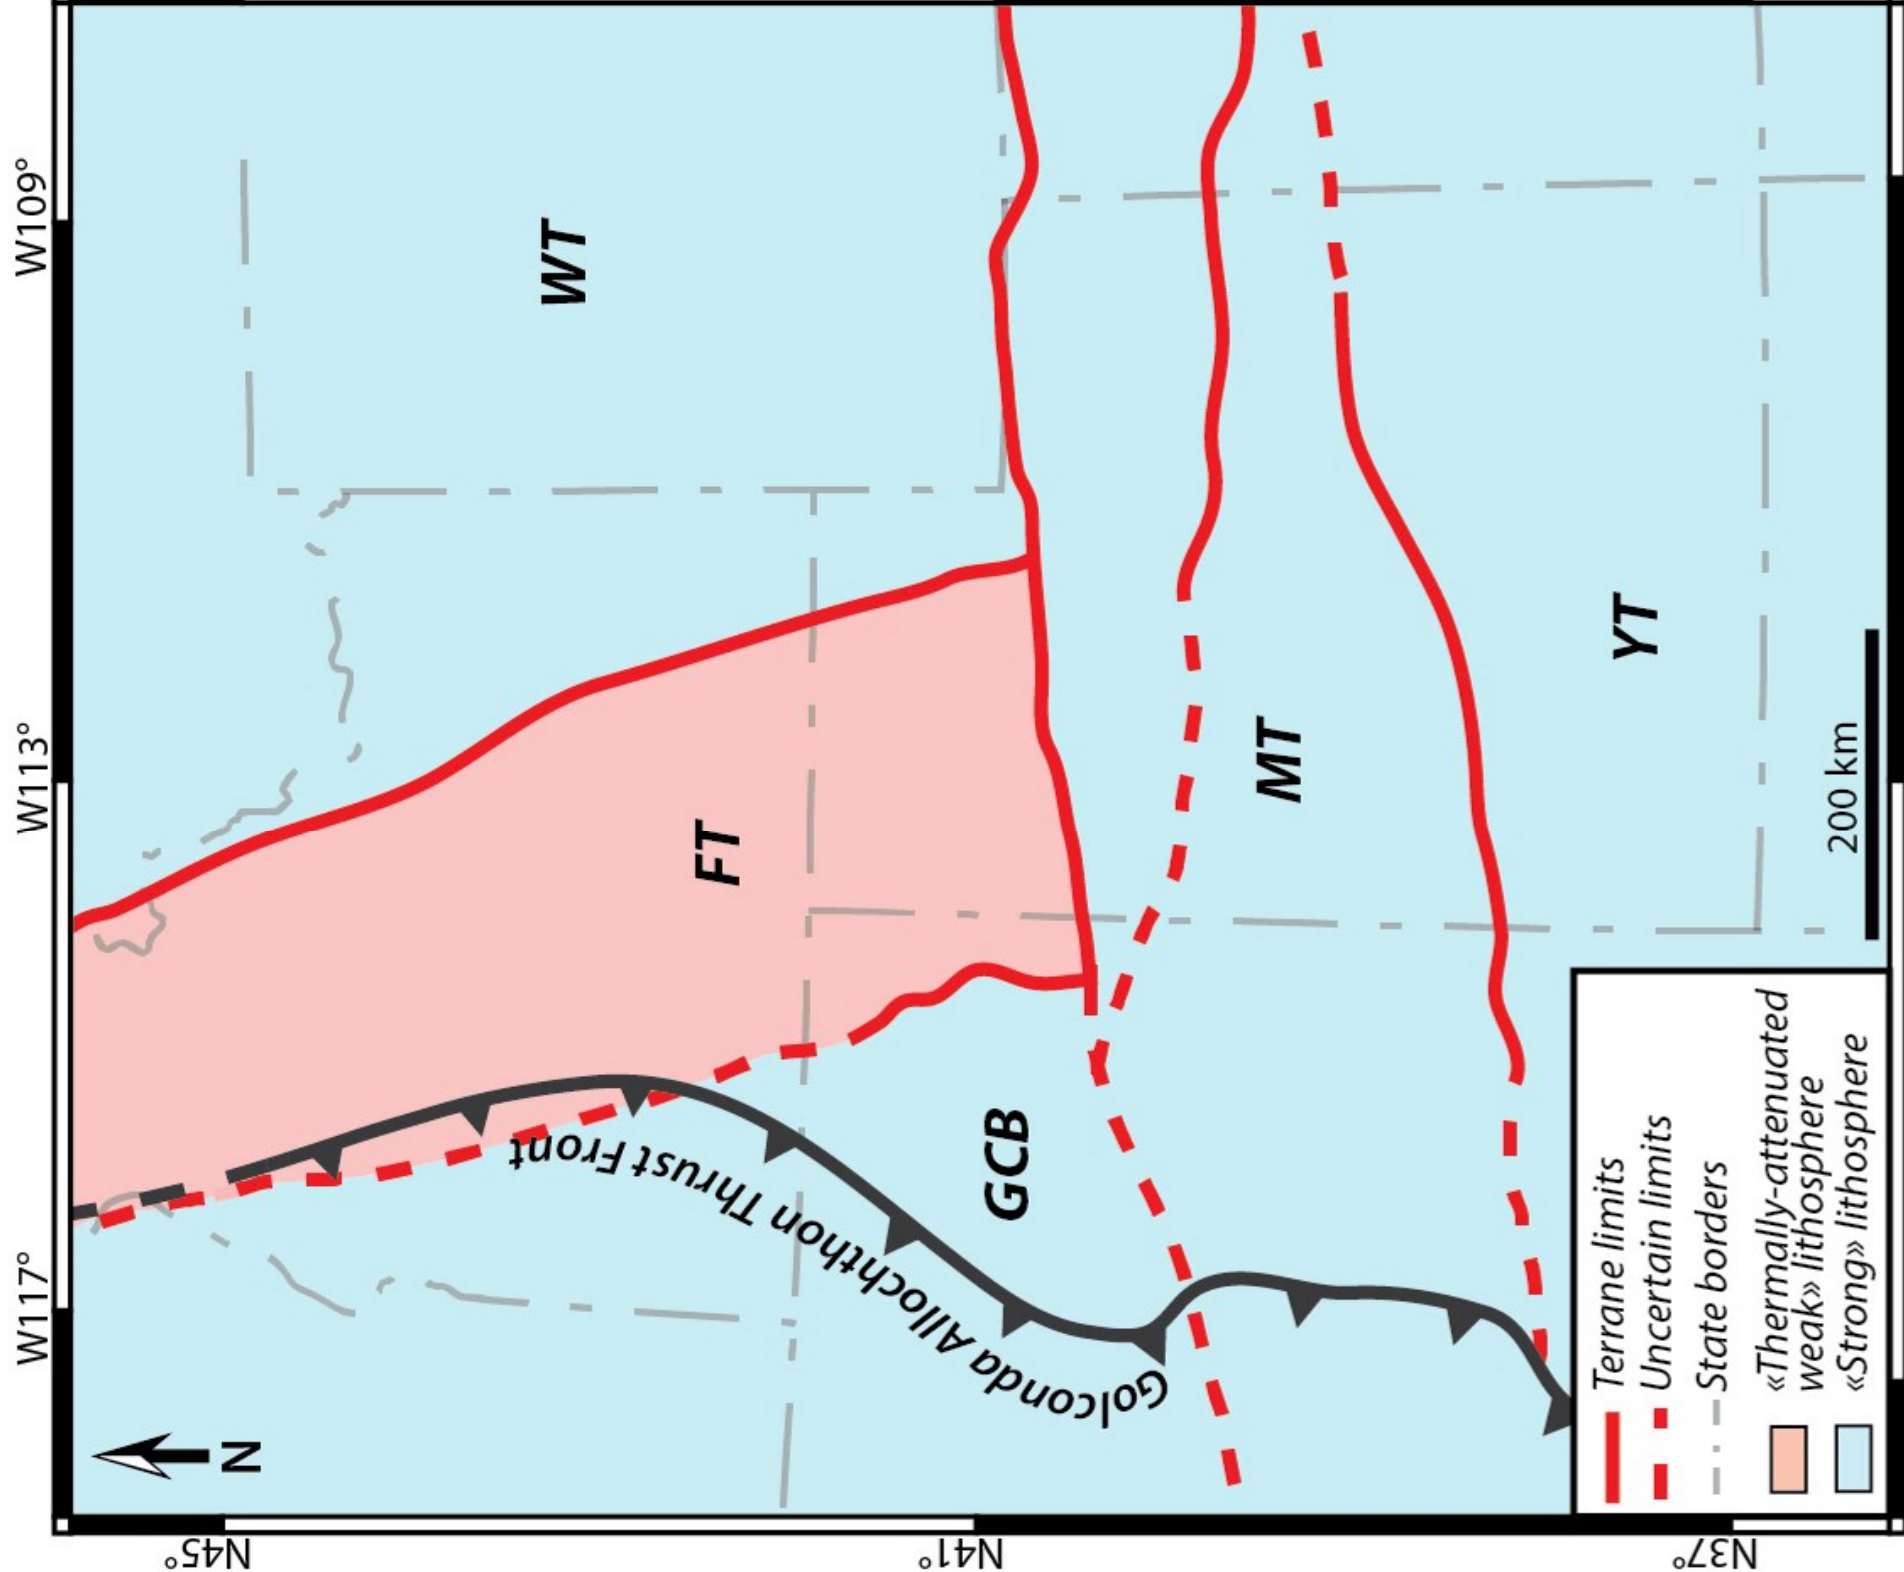 W117°
W113°
W109°
N45°
N41°
N37°
N
WT
FT
GCB
MT
YT
Golconda Allochthon Thrust Front
200 km
Terrane limits
Uncertain limits
State borders
«Thermally-attenuated
weak» lithosphere
«Strong» lithosphere